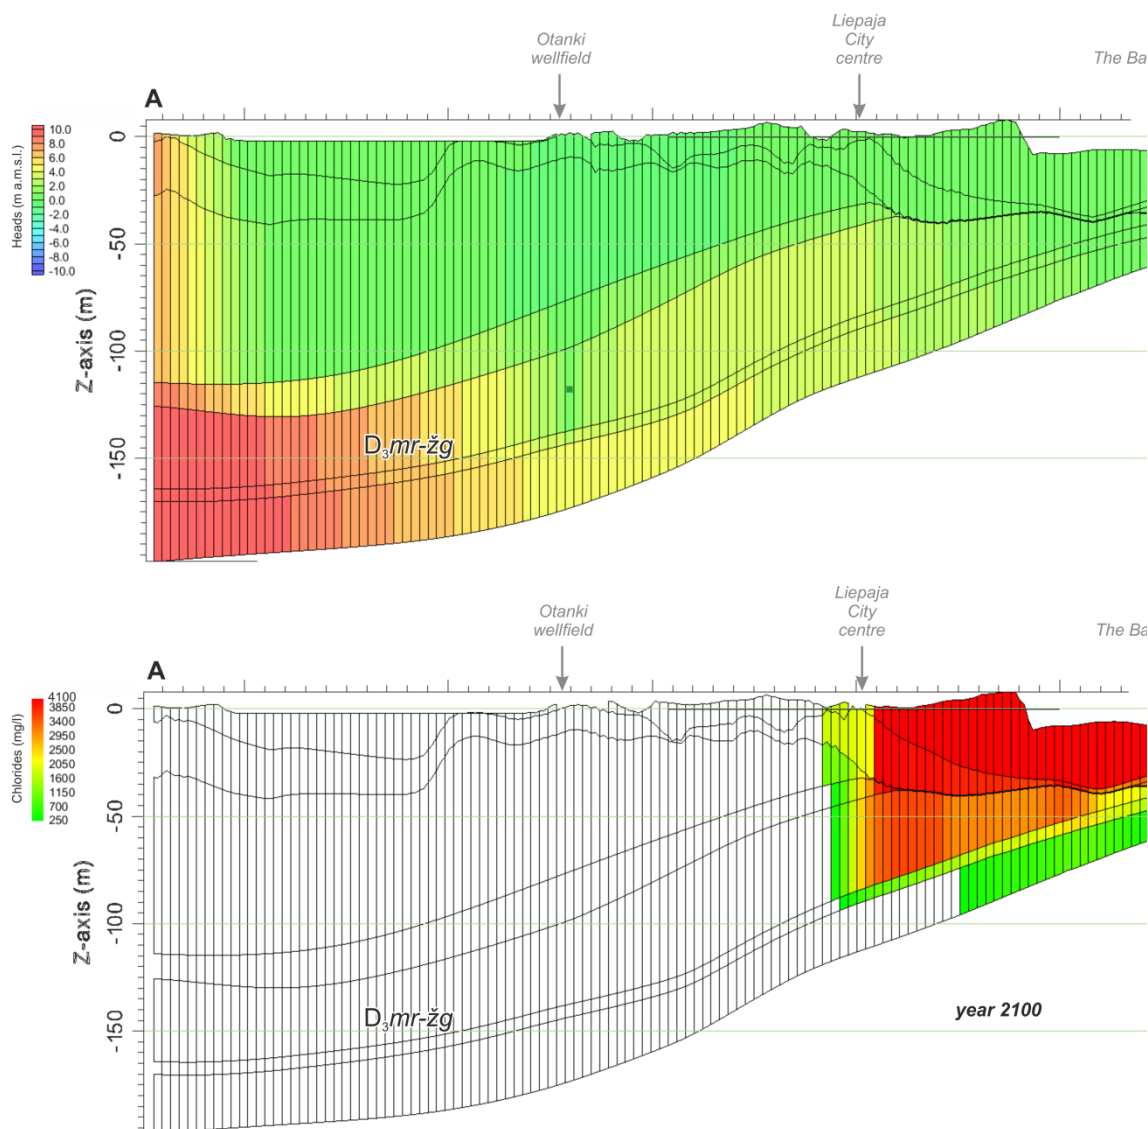 Otanki
wellfield
Liepaja
City
centre
The Ba
A
Heads (m a.m.s.l.)
10.0
8.0
6.0
4.0
2.0
0.0
-2.0
-4.0
-6.0
-8.0
-10.0
Z-axis (m)
0
-50
-100
-150
D₃mr-žg
Otanki
wellfield
Liepaja
City
centre
The Ba
A
Chlorides (mg/l)
4100
3850
3400
2950
2500
2050
1600
1150
700
250
Z-axis (m)
0
-50
-100
-150
D₃mr-žg
year 2100